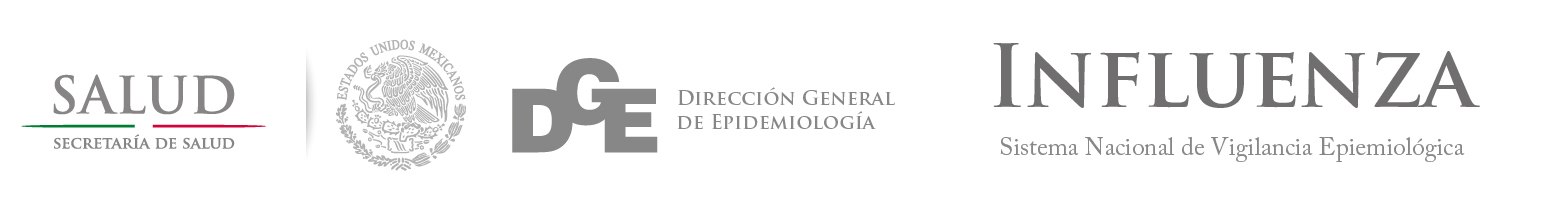 SALUD
SECRETARÍA DE SALUD
ESTADOS UNIDOS MEXICANOS
DGE
DIRECCIÓN GENERAL
DE EPIDEMIOLOGÍA
INFLUENZA
Sistema Nacional de Vigilancia Epiemiológica